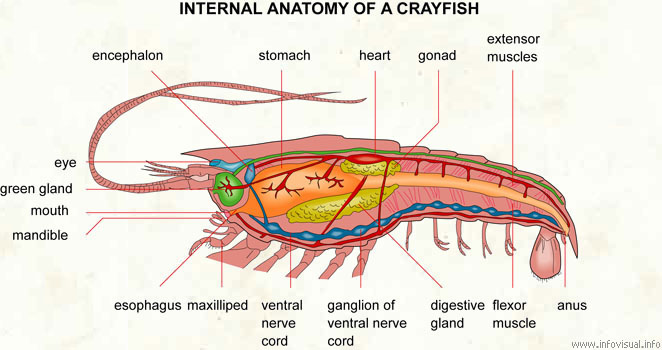 INTERNAL ANATOMY OF A CRAYFISH
extensor
muscles
encephalon
stomach
heart
gonad
eye
green gland
mouth
mandible
esophagus
maxilliped
ventral
nerve
cord
ganglion of
ventral nerve
cord
digestive
gland
flexor
muscle
anus
© www.infovisual.info